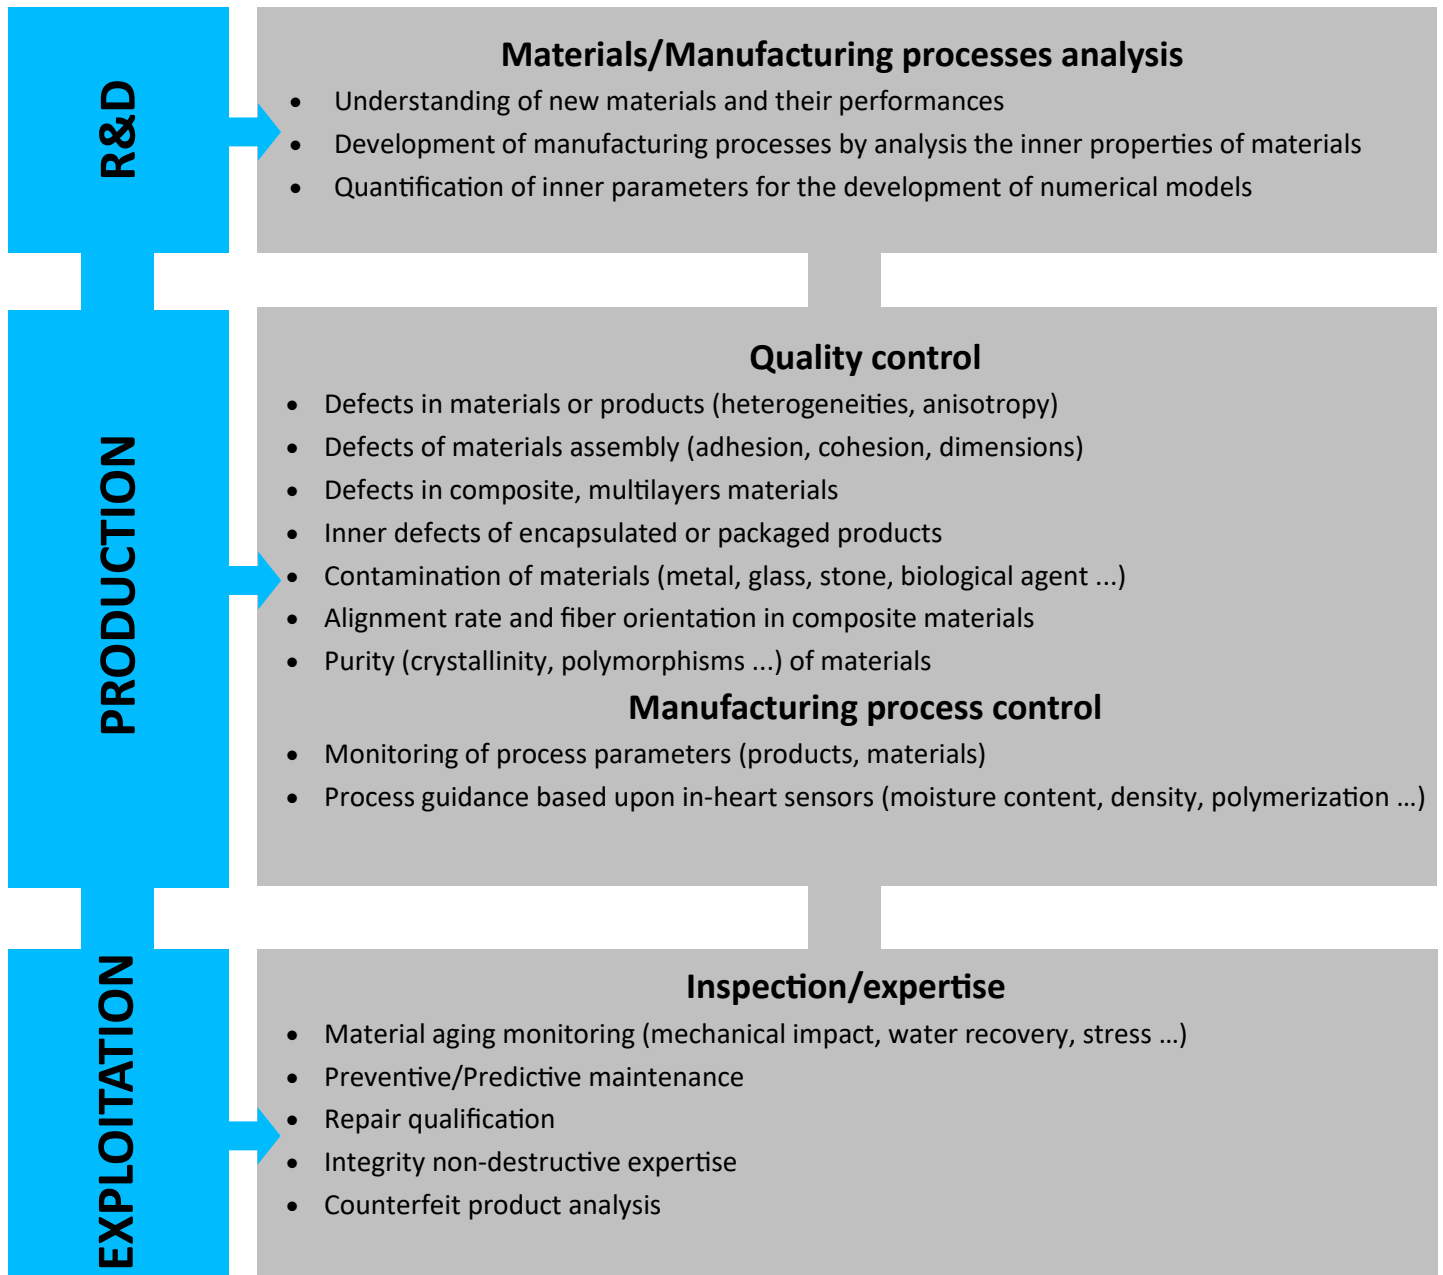 R&D
Materials/Manufacturing processes analysis
• Understanding of new materials and their performances
• Development of manufacturing processes by analysis the inner properties of materials
• Quantification of inner parameters for the development of numerical models
PRODUCTION
Quality control
• Defects in materials or products (heterogeneities, anisotropy)
• Defects of materials assembly (adhesion, cohesion, dimensions)
• Defects in composite, multilayers materials
• Inner defects of encapsulated or packaged products
• Contamination of materials (metal, glass, stone, biological agent ...)
• Alignment rate and fiber orientation in composite materials
• Purity (crystallinity, polymorphisms ...) of materials
Manufacturing process control
• Monitoring of process parameters (products, materials)
• Process guidance based upon in-heart sensors (moisture content, density, polymerization ...)
EXPLOITATION
Inspection/expertise
• Material aging monitoring (mechanical impact, water recovery, stress ...)
• Preventive/Predictive maintenance
• Repair qualification
• Integrity non-destructive expertise
• Counterfeit product analysis